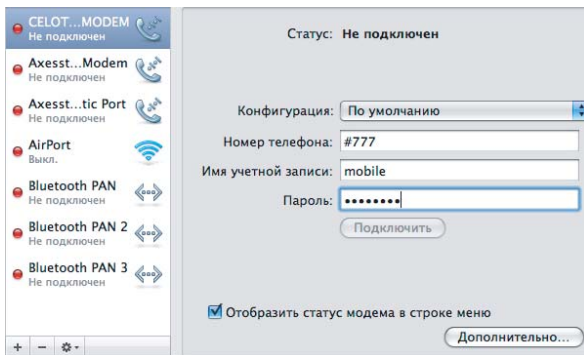 CELOT...MODEM
Не подключен
Axesst...Modem
Не подключен
Axesst...tic Port
Не подключен
AirPort
Выкл.
Bluetooth PAN
Не подключен
Bluetooth PAN 2
Не подключен
Bluetooth PAN 3
Не подключен
+ –
Статус: Не подключен
Конфигурация: По умолчанию
Номер телефона: #777
Имя учетной записи: mobile
Пароль: ••••••••
Подключить
Отобразить статус модема в строке меню
Дополнительно...